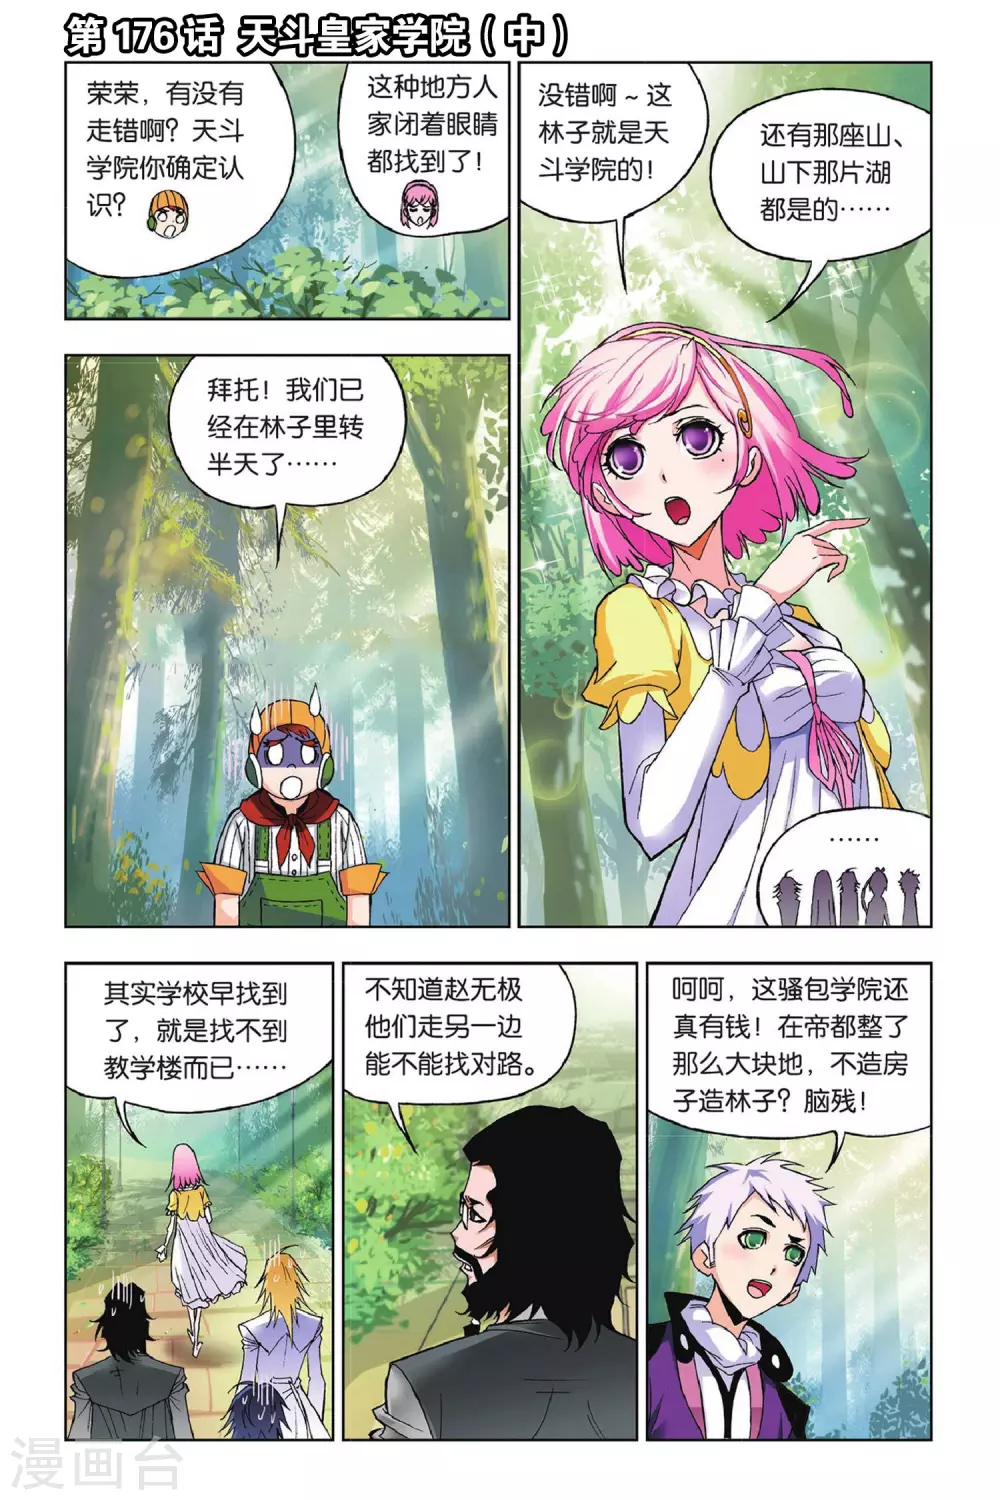 第176话 天斗皇家学院（中）
荣荣，有没有
走错啊？天斗
学院你确定认
识？
这种地方人
家闭着眼睛
都找到了！
没错啊~这
林子就是天
斗学院的！
还有那座山、
山下那片湖
都是的……
拜托！我们已
经在林子里转
半天了……
……
其实学校早找到
了，就是找不到
教学楼而已……
不知道赵无极
他们走另一边
能不能找对路。
呵呵，这骚包学院还
真有钱！在帝都整了
那么大块地，不造房
子造林子？脑残！
漫画台